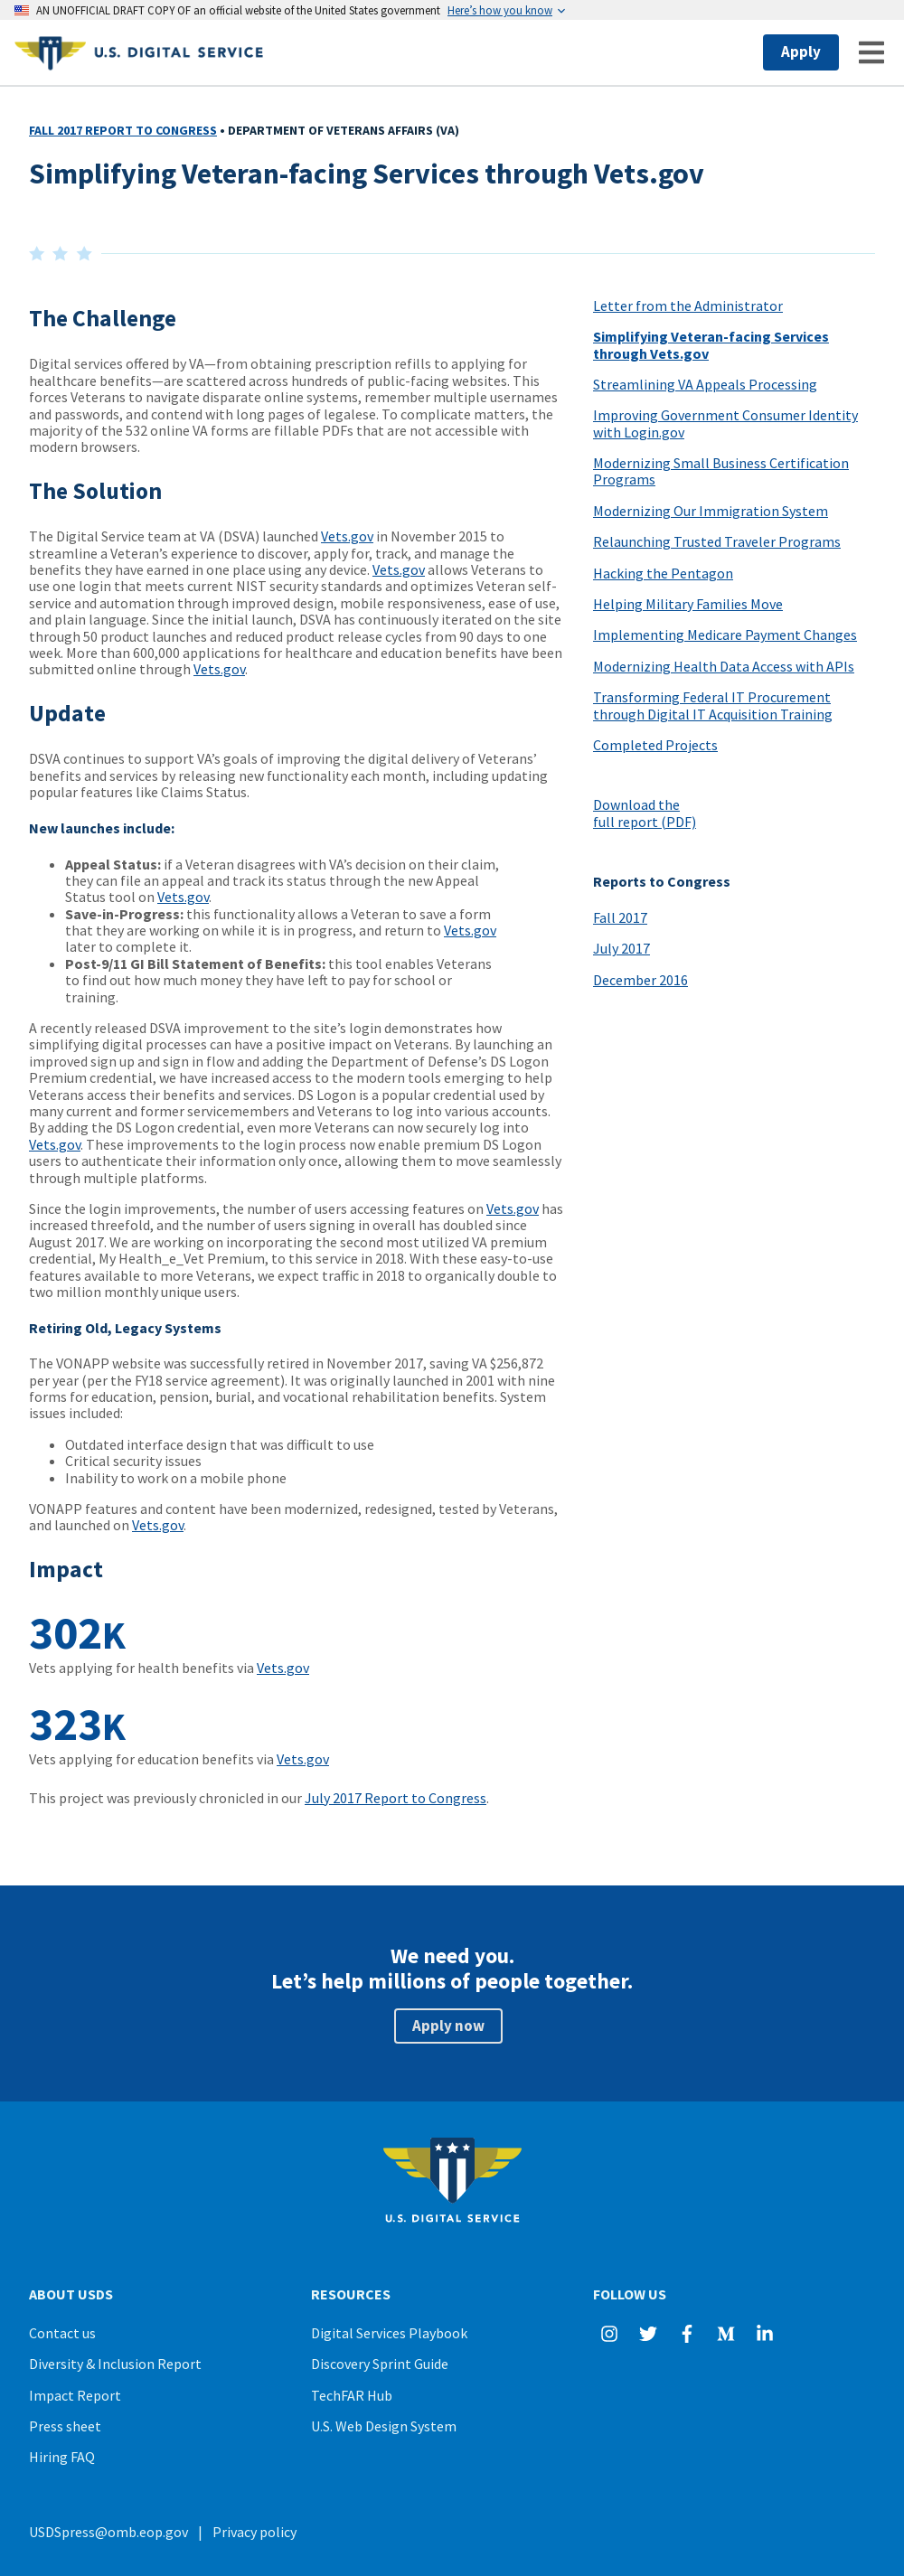 AN UNOFFICIAL DRAFT COPY OF an official website of the United States government Here’s how you know
U.S. DIGITAL SERVICE
Apply
FALL 2017 REPORT TO CONGRESS • DEPARTMENT OF VETERANS AFFAIRS (VA)
Simplifying Veteran-facing Services through Vets.gov
The Challenge
Digital services offered by VA—from obtaining prescription refills to applying for
healthcare benefits—are scattered across hundreds of public-facing websites. This
forces Veterans to navigate disparate online systems, remember multiple usernames
and passwords, and contend with long pages of legalese. To complicate matters, the
majority of the 532 online VA forms are fillable PDFs that are not accessible with
modern browsers.
The Solution
The Digital Service team at VA (DSVA) launched Vets.gov in November 2015 to
streamline a Veteran’s experience to discover, apply for, track, and manage the
benefits they have earned in one place using any device. Vets.gov allows Veterans to
use one login that meets current NIST security standards and optimizes Veteran self-
service and automation through improved design, mobile responsiveness, ease of use,
and plain language. Since the initial launch, DSVA has continuously iterated on the site
through 50 product launches and reduced product release cycles from 90 days to one
week. More than 600,000 applications for healthcare and education benefits have been
submitted online through Vets.gov.
Update
DSVA continues to support VA’s goals of improving the digital delivery of Veterans’
benefits and services by releasing new functionality each month, including updating
popular features like Claims Status.
New launches include:
• Appeal Status: if a Veteran disagrees with VA’s decision on their claim,
they can file an appeal and track its status through the new Appeal
Status tool on Vets.gov.
• Save-in-Progress: this functionality allows a Veteran to save a form
that they are working on while it is in progress, and return to Vets.gov
later to complete it.
• Post-9/11 GI Bill Statement of Benefits: this tool enables Veterans
to find out how much money they have left to pay for school or
training.
A recently released DSVA improvement to the site’s login demonstrates how
simplifying digital processes can have a positive impact on Veterans. By launching an
improved sign up and sign in flow and adding the Department of Defense’s DS Logon
Premium credential, we have increased access to the modern tools emerging to help
Veterans access their benefits and services. DS Logon is a popular credential used by
many current and former servicemembers and Veterans to log into various accounts.
By adding the DS Logon credential, even more Veterans can now securely log into
Vets.gov. These improvements to the login process now enable premium DS Logon
users to authenticate their information only once, allowing them to move seamlessly
through multiple platforms.
Since the login improvements, the number of users accessing features on Vets.gov has
increased threefold, and the number of users signing in overall has doubled since
August 2017. We are working on incorporating the second most utilized VA premium
credential, My Health_e_Vet Premium, to this service in 2018. With these easy-to-use
features available to more Veterans, we expect traffic in 2018 to organically double to
two million monthly unique users.
Retiring Old, Legacy Systems
The VONAPP website was successfully retired in November 2017, saving VA $256,872
per year (per the FY18 service agreement). It was originally launched in 2001 with nine
forms for education, pension, burial, and vocational rehabilitation benefits. System
issues included:
• Outdated interface design that was difficult to use
• Critical security issues
• Inability to work on a mobile phone
VONAPP features and content have been modernized, redesigned, tested by Veterans,
and launched on Vets.gov.
Impact
302K
Vets applying for health benefits via Vets.gov
323K
Vets applying for education benefits via Vets.gov
This project was previously chronicled in our July 2017 Report to Congress.
Letter from the Administrator
Simplifying Veteran-facing Services
through Vets.gov
Streamlining VA Appeals Processing
Improving Government Consumer Identity
with Login.gov
Modernizing Small Business Certification
Programs
Modernizing Our Immigration System
Relaunching Trusted Traveler Programs
Hacking the Pentagon
Helping Military Families Move
Implementing Medicare Payment Changes
Modernizing Health Data Access with APIs
Transforming Federal IT Procurement
through Digital IT Acquisition Training
Completed Projects
Download the
full report (PDF)
Reports to Congress
Fall 2017
July 2017
December 2016
We need you.
Let’s help millions of people together.
Apply now
U.S. DIGITAL SERVICE
ABOUT USDS
Contact us
Diversity & Inclusion Report
Impact Report
Press sheet
Hiring FAQ
RESOURCES
Digital Services Playbook
Discovery Sprint Guide
TechFAR Hub
U.S. Web Design System
FOLLOW US
USDSpress@omb.eop.gov | Privacy policy